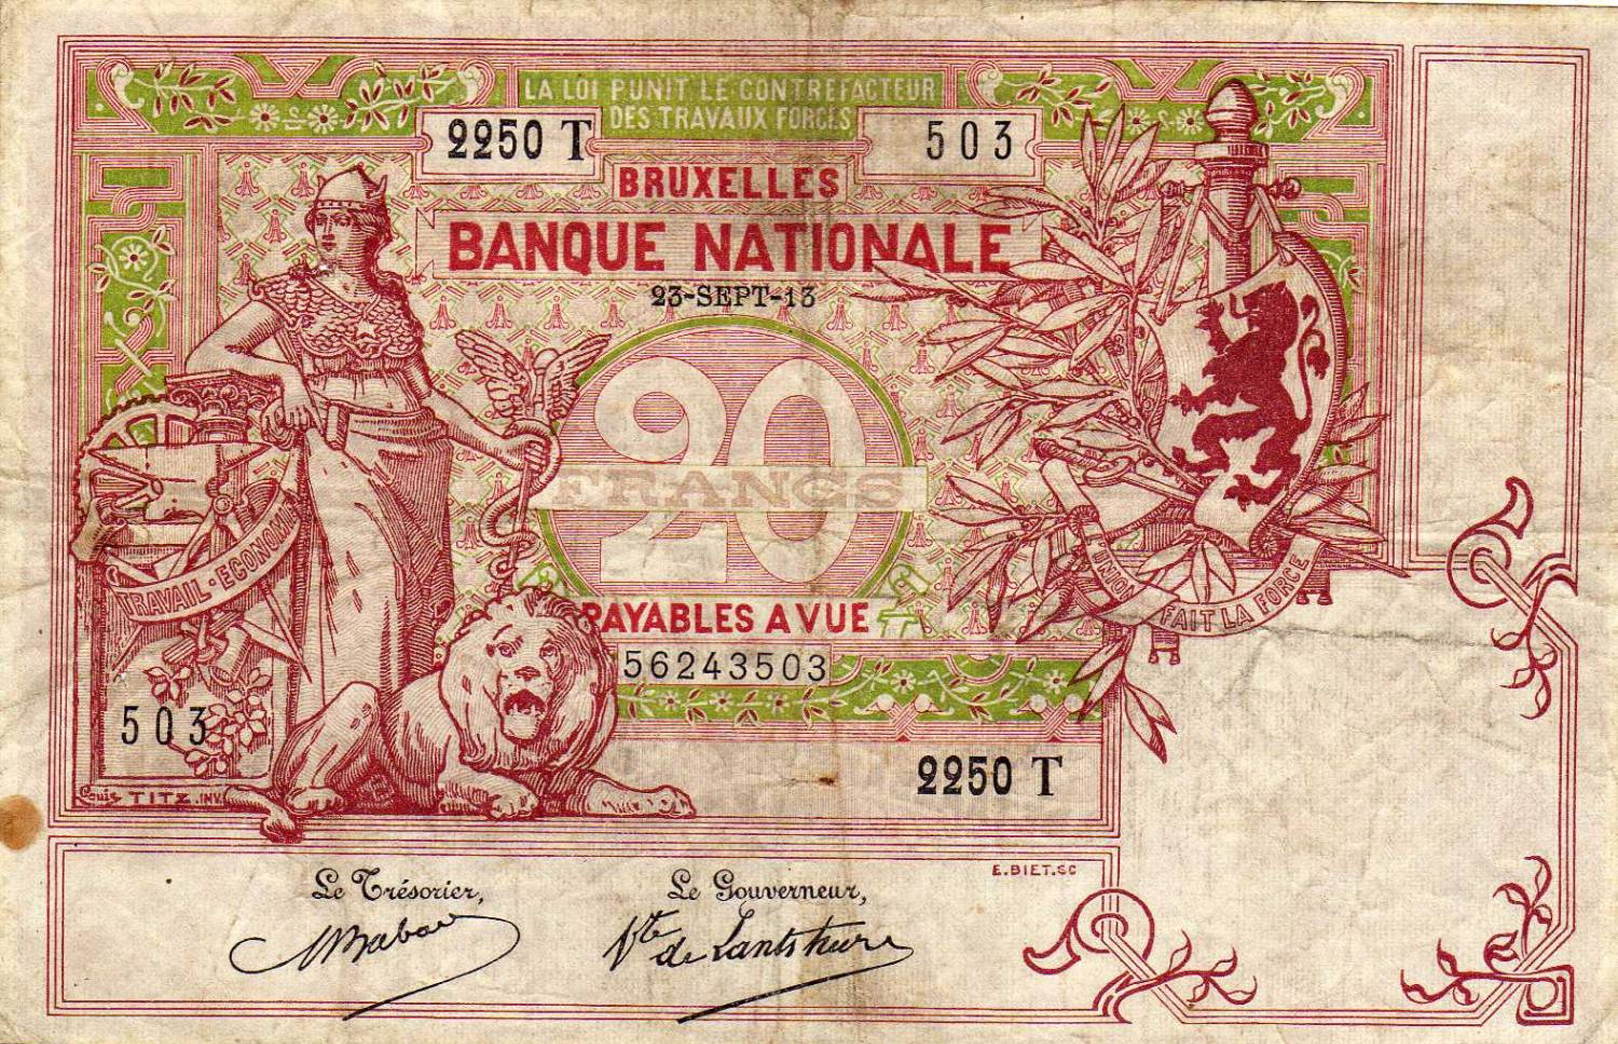 LA LOI PUNIT LE CONTREFACTEUR
DES TRAVAUX FORCÉS
2250 T
503
BRUXELLES
BANQUE NATIONALE
23-SEPT-13
20
FRANCS
TRAVAIL·ECONOMIE
L'UNION FAIT LA FORCE
PAYABLES A VUE
56243503
503
2250 T
Louis TITZ.INV.
E.BIET.SC
Le Trésorier,
Le Gouverneur,
Vte de Lantsheere